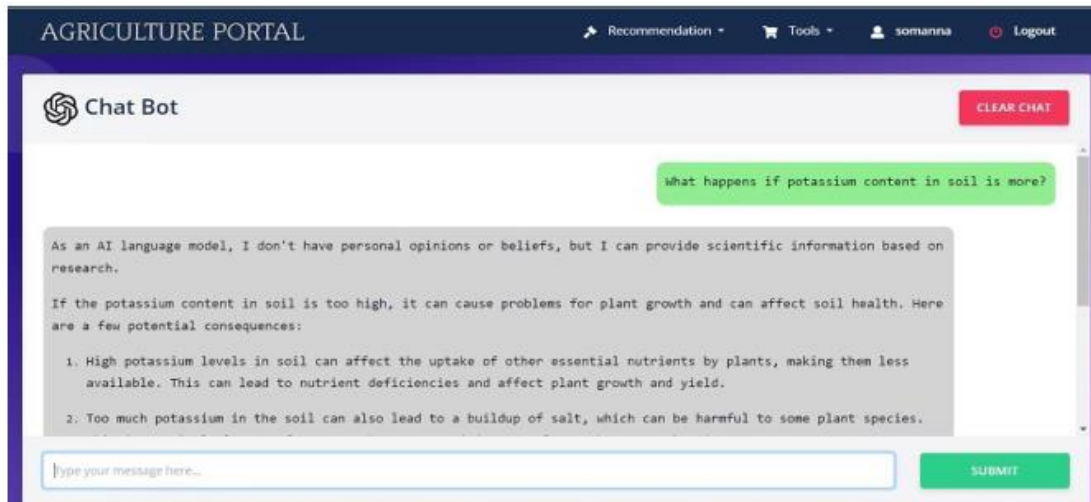 AGRICULTURE PORTAL
Recommendation
Tools
somanna
Logout
Chat Bot
CLEAR CHAT
What happens if potassium content in soil is more?
As an AI language model, I don't have personal opinions or beliefs, but I can provide scientific information based on
research.
If the potassium content in soil is too high, it can cause problems for plant growth and can affect soil health. Here
are a few potential consequences:
1. High potassium levels in soil can affect the uptake of other essential nutrients by plants, making them less
available. This can lead to nutrient deficiencies and affect plant growth and yield.
2. Too much potassium in the soil can also lead to a buildup of salt, which can be harmful to some plant species.
Type your message here...
SUBMIT